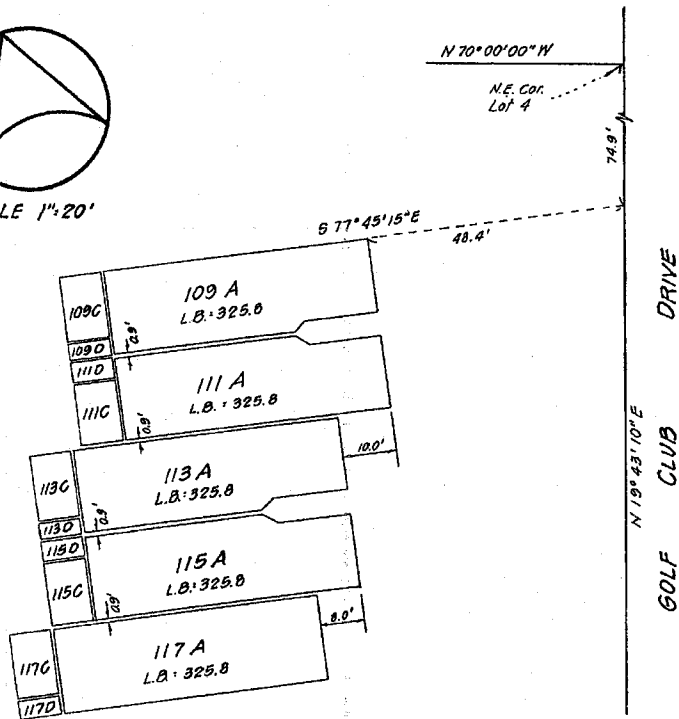 N 70°00'00" W
N.E. Cor.
Lot 4
74.9'
LE 1":20'
S 77°45'15"E
48.4'
DRIVE
109C
109 A
L.B.:325.8
109D
0.9'
111D
111 A
L.B. : 325.8
111C
0.9'
10.0'
N 19°43'10"E
CLUB
113C
113 A
L.B.:325.8
113D
0.9'
115D
115 A
L.B.:325.8
115C
0.9'
GOLF
8.0'
117C
117 A
L.B. : 325.8
117D